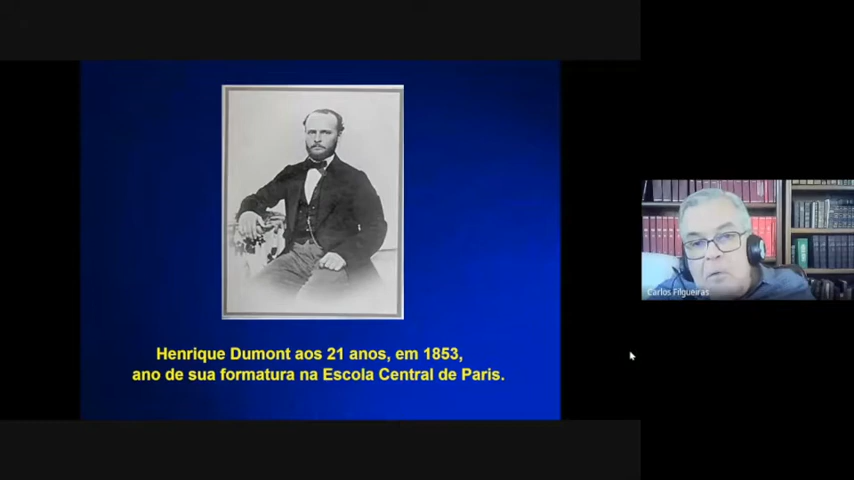 Henrique Dumont aos 21 anos, em 1853,
ano de sua formatura na Escola Central de Paris.
Carlos Filgueiras